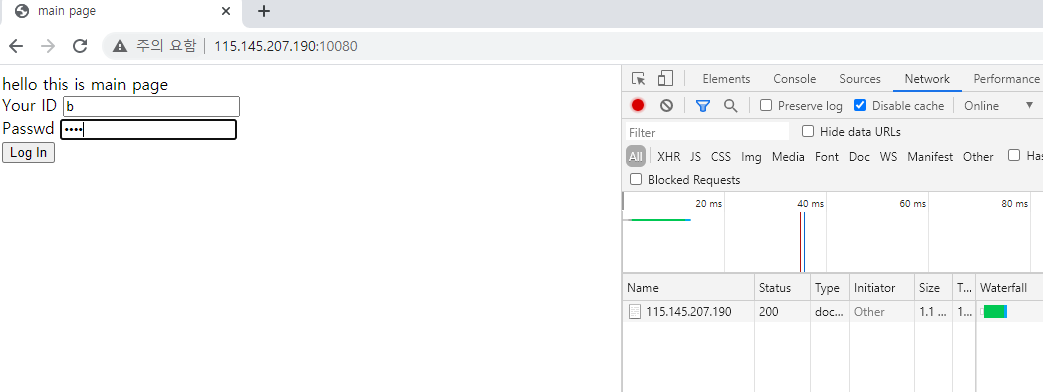 main page
주의 요함 115.145.207.190:10080
hello this is main page
Your ID b
Passwd ••••
Log In
Elements Console Sources Network Performance
Preserve log Disable cache Online
Filter Hide data URLs
All XHR JS CSS Img Media Font Doc WS Manifest Other Has
Blocked Requests
20 ms 40 ms 60 ms 80 ms
Name Status Type Initiator Size T... Waterfall
115.145.207.190 200 doc... Other 1.1 ... 1...